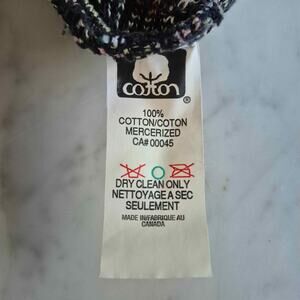 cotton
®
100%
COTTON/COTON
MERCERIZED
CA# 00045
DRY CLEAN ONLY
NETTOYAGE A SEC
SEULEMENT
MADE IN/FABRIQUE AU
CANADA